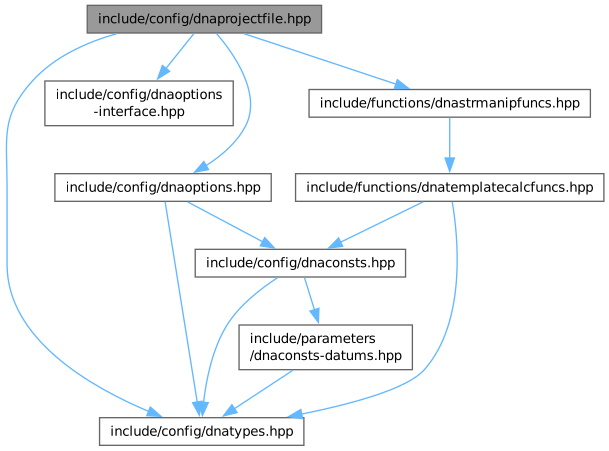 include/config/dnaprojectfile.hpp
include/config/dnaoptions
-interface.hpp
include/functions/dnastrmanipfuncs.hpp
include/config/dnaoptions.hpp
include/functions/dnatemplatecalcfuncs.hpp
include/config/dnaconsts.hpp
include/parameters
/dnaconsts-datums.hpp
include/config/dnatypes.hpp